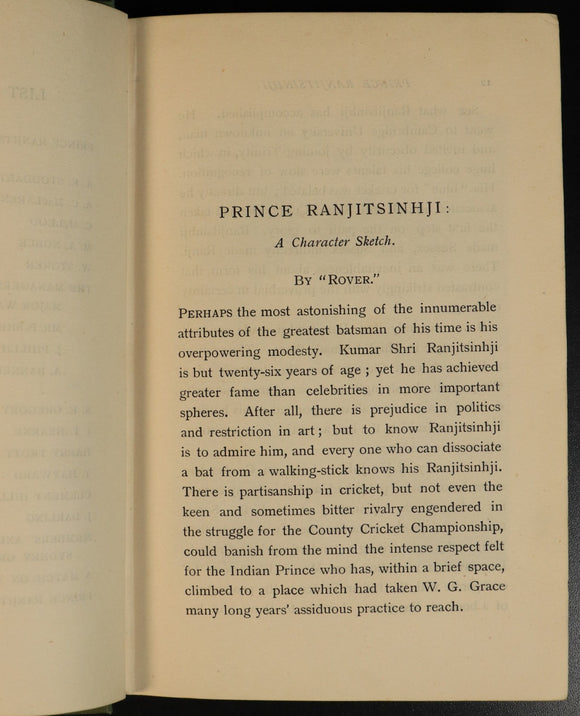 PRINCE RANJITSINHJI:
A Character Sketch.
BY "ROVER."
PERHAPS the most astonishing of the innumerable
attributes of the greatest batsman of his time is his
overpowering modesty. Kumar Shri Ranjitsinhji
is but twenty-six years of age; yet he has achieved
greater fame than celebrities in more important
spheres. After all, there is prejudice in politics
and restriction in art; but to know Ranjitsinhji
is to admire him, and every one who can dissociate
a bat from a walking-stick knows his Ranjitsinhji.
There is partisanship in cricket, but not even the
keen and sometimes bitter rivalry engendered in
the struggle for the County Cricket Championship,
could banish from the mind the intense respect felt
for the Indian Prince who has, within a brief space,
climbed to a place which had taken W. G. Grace
many long years' assiduous practice to reach.